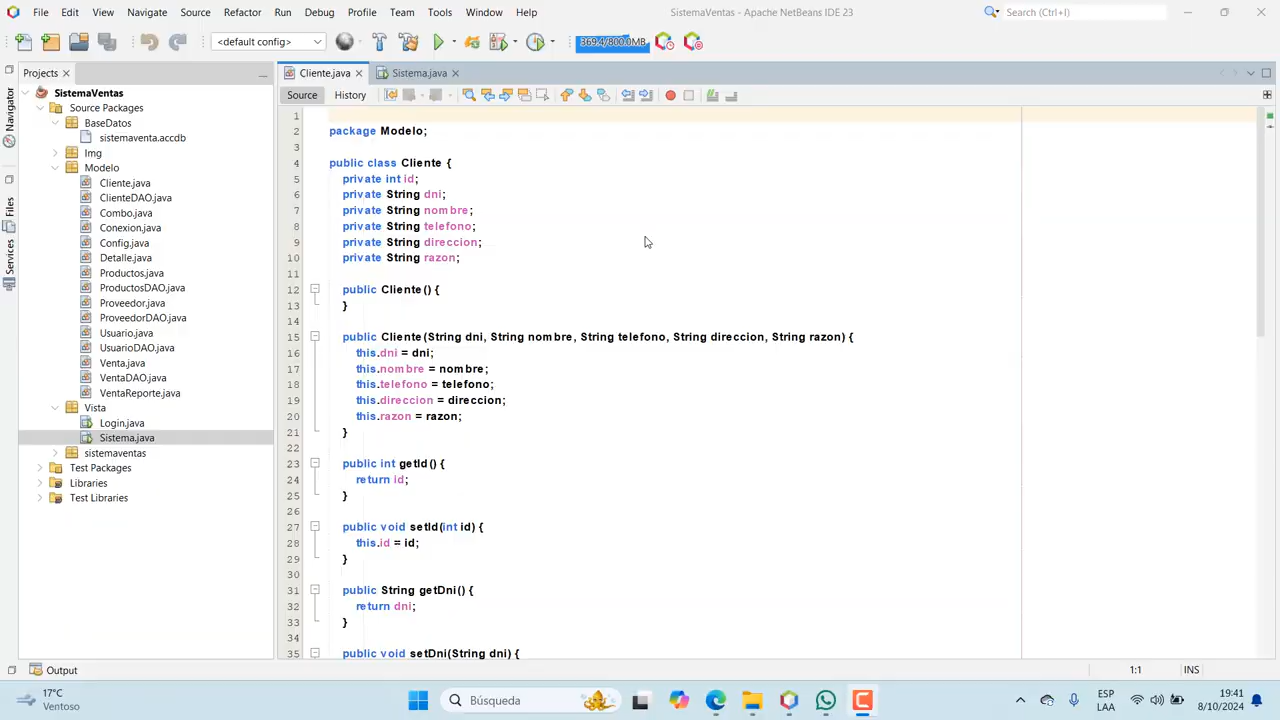 File Edit View Navigate Source Refactor Run Debug Profile Team Tools Window Help
SistemaVentas - Apache NetBeans IDE 23
Search (Ctrl+I)
<default config>
369.4/800.0MB
Projects
Cliente.java
Sistema.java
Source History
Navigator
Files
Services
SistemaVentas
Source Packages
BaseDatos
sistemaventa.accdb
Img
Modelo
Cliente.java
ClienteDAO.java
Combo.java
Conexion.java
Config.java
Detalle.java
Productos.java
ProductosDAO.java
Proveedor.java
ProveedorDAO.java
Usuario.java
UsuarioDAO.java
Venta.java
VentaDAO.java
VentaReporte.java
Vista
Login.java
Sistema.java
sistemaventas
Test Packages
Libraries
Test Libraries
1
2 package Modelo;
3
4 public class Cliente {
5 private int id;
6 private String dni;
7 private String nombre;
8 private String telefono;
9 private String direccion;
10 private String razon;
11
12 public Cliente() {
13 }
14
15 public Cliente(String dni, String nombre, String telefono, String direccion, String razon) {
16 this.dni = dni;
17 this.nombre = nombre;
18 this.telefono = telefono;
19 this.direccion = direccion;
20 this.razon = razon;
21 }
22
23 public int getId() {
24 return id;
25 }
26
27 public void setId(int id) {
28 this.id = id;
29 }
30
31 public String getDni() {
32 return dni;
33 }
34
35 public void setDni(String dni) {
Output
1:1
INS
17°C
Ventoso
Búsqueda
ESP
LAA
19:41
8/10/2024